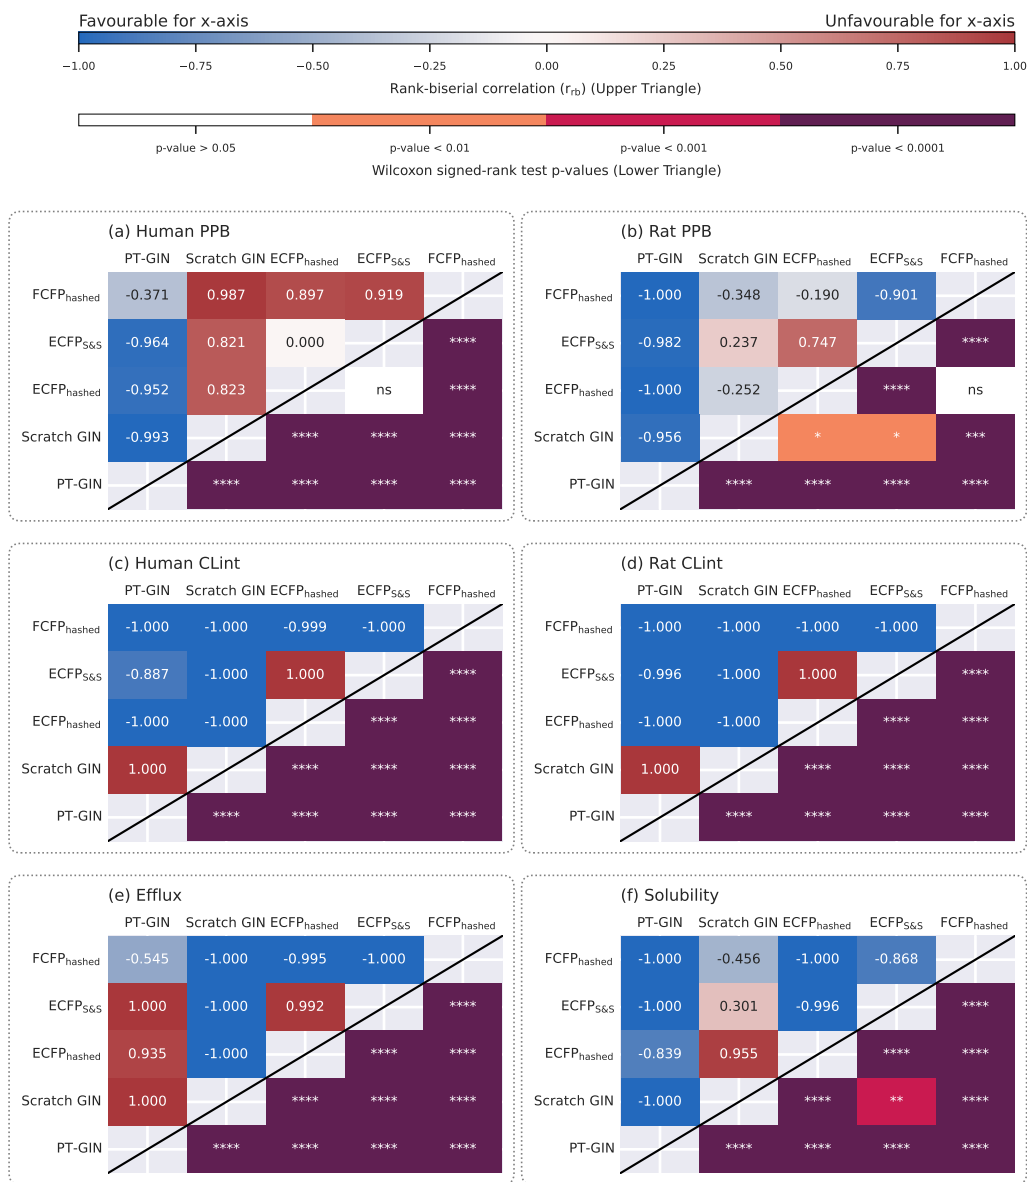 Favourable for x-axis Unfavourable for x-axis
−1.00 −0.75 −0.50 −0.25 0.00 0.25 0.50 0.75 1.00
Rank-biserial correlation (rrb) (Upper Triangle)
p-value > 0.05 p-value < 0.01 p-value < 0.001 p-value < 0.0001
Wilcoxon signed-rank test p-values (Lower Triangle)
(a) Human PPB
PT-GIN Scratch GIN ECFPhashed ECFPS&S FCFPhashed
FCFPhashed -0.371 0.987 0.897 0.919
ECFPS&S -0.964 0.821 0.000 ****
ECFPhashed -0.952 0.823 ns ****
Scratch GIN -0.993 **** **** ****
PT-GIN **** **** **** ****
(b) Rat PPB
PT-GIN Scratch GIN ECFPhashed ECFPS&S FCFPhashed
FCFPhashed -1.000 -0.348 -0.190 -0.901
ECFPS&S -0.982 0.237 0.747 ****
ECFPhashed -1.000 -0.252 **** ns
Scratch GIN -0.956 * * ***
PT-GIN **** **** **** ****
(c) Human CLint
PT-GIN Scratch GIN ECFPhashed ECFPS&S FCFPhashed
FCFPhashed -1.000 -1.000 -0.999 -1.000
ECFPS&S -0.887 -1.000 1.000 ****
ECFPhashed -1.000 -1.000 **** ****
Scratch GIN 1.000 **** **** ****
PT-GIN **** **** **** ****
(d) Rat CLint
PT-GIN Scratch GIN ECFPhashed ECFPS&S FCFPhashed
FCFPhashed -1.000 -1.000 -1.000 -1.000
ECFPS&S -0.996 -1.000 1.000 ****
ECFPhashed -1.000 -1.000 **** ****
Scratch GIN 1.000 **** **** ****
PT-GIN **** **** **** ****
(e) Efflux
PT-GIN Scratch GIN ECFPhashed ECFPS&S FCFPhashed
FCFPhashed -0.545 -1.000 -0.995 -1.000
ECFPS&S 1.000 -1.000 0.992 ****
ECFPhashed 0.935 -1.000 **** ****
Scratch GIN 1.000 **** **** ****
PT-GIN **** **** **** ****
(f) Solubility
PT-GIN Scratch GIN ECFPhashed ECFPS&S FCFPhashed
FCFPhashed -1.000 -0.456 -1.000 -0.868
ECFPS&S -1.000 0.301 -0.996 ****
ECFPhashed -0.839 0.955 **** ****
Scratch GIN -1.000 **** ** ****
PT-GIN **** **** **** ****